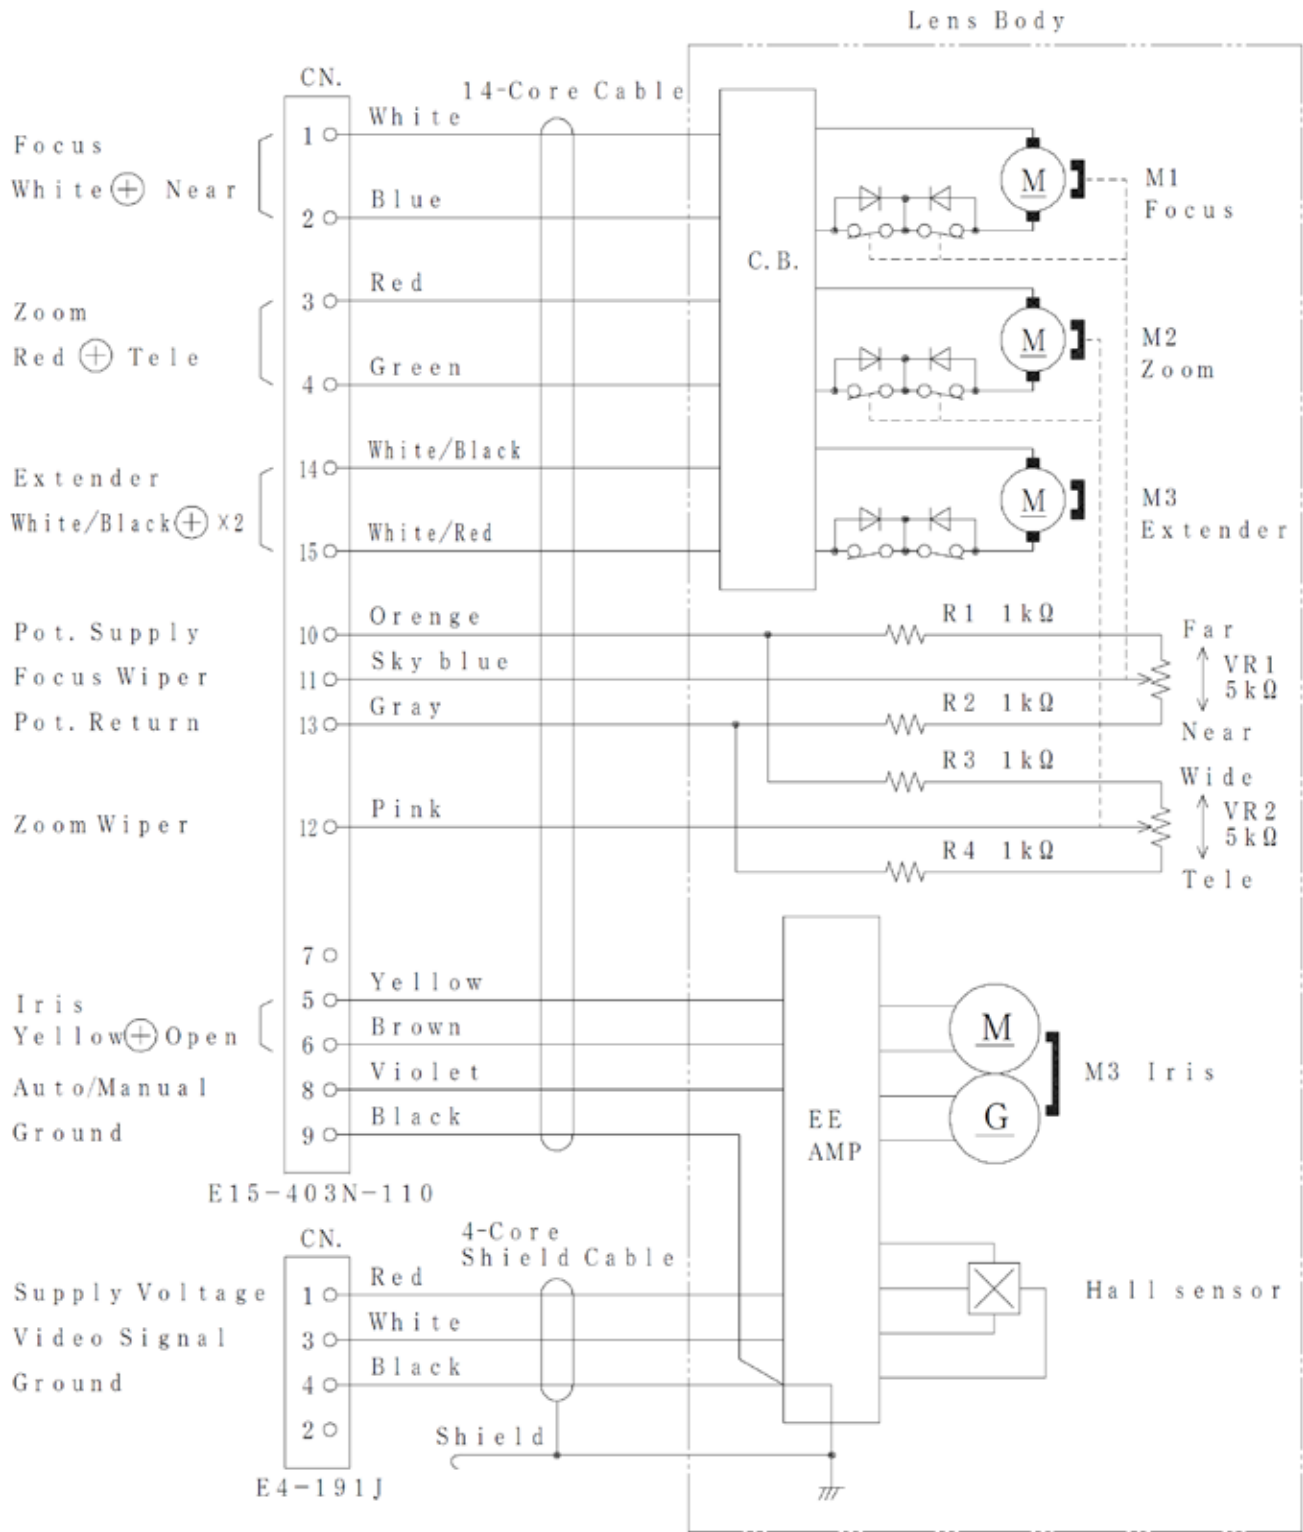 Lens Body
CN.
14-Core Cable
White
1
Focus
White ⊕ Near
Blue
2
M
M1
Focus
C.B.
Red
3
Zoom
Red ⊕ Tele
Green
4
M
M2
Zoom
White/Black
14
Extender
White/Black ⊕ ×2
White/Red
15
M
M3
Extender
Orenge
Pot. Supply
10
R1 1kΩ
Far
Sky blue
Focus Wiper
11
VR1
5kΩ
Gray
Pot. Return
13
R2 1kΩ
Near
R3 1kΩ
Wide
Pink
Zoom Wiper
12
VR2
5kΩ
R4 1kΩ
Tele
7
Yellow
5
Iris
Yellow ⊕ Open
Brown
6
M
Violet
Auto/Manual
8
M3 Iris
Black
Ground
9
G
EE
AMP
E15-403N-110
CN.
4-Core
Shield Cable
Red
Supply Voltage
1
Hall sensor
White
Video Signal
3
Black
Ground
4
2
Shield
E4-191J